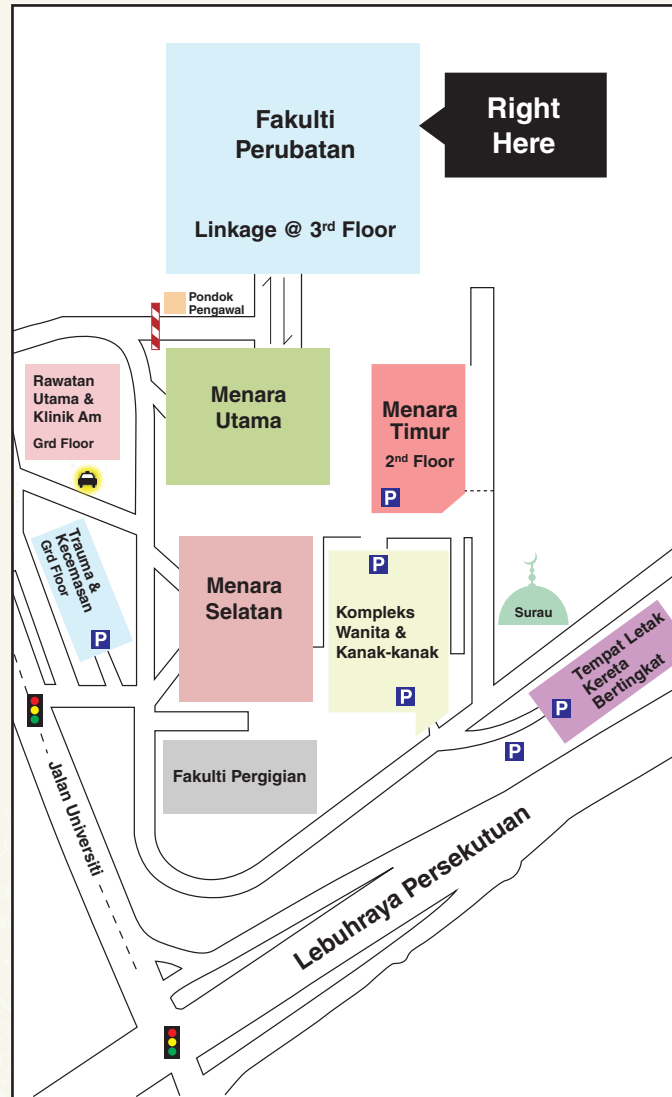 Fakulti
Perubatan
Linkage @ 3rd Floor
Right
Here
Pondok
Pengawal
Rawatan
Utama &
Klinik Am
Grd Floor
Menara
Utama
Menara
Timur
2nd Floor
P
Trauma &
Kecemasan
Grd Floor
P
Menara
Selatan
P
Kompleks
Wanita &
Kanak-kanak
P
Surau
Tempat Letak
Kereta
Bertingkat
P
P
Fakulti Pergigian
Jalan Universiti
Lebuhraya Persekutuan